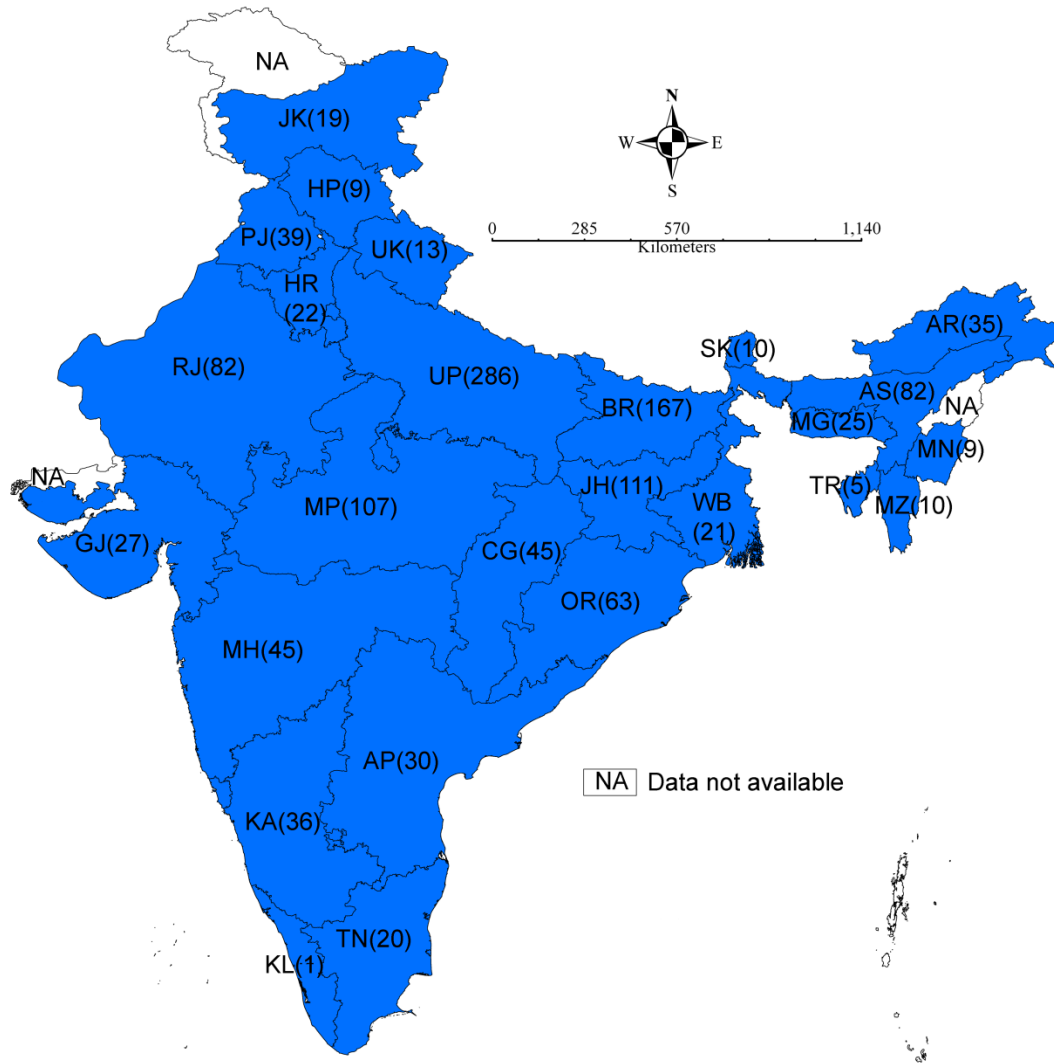 NA
JK(19)
N
W
E
S
HP(9)
PJ(39)
UK(13)
0
285
570
1,140
Kilometers
HR
(22)
AR(35)
SK(10)
RJ(82)
UP(286)
AS(82)
BR(167)
NA
MG(25)
MN(9)
NA
TR(5)
JH(111)
MZ(10)
MP(107)
WB
(21)
GJ(27)
CG(45)
OR(63)
MH(45)
AP(30)
NA Data not available
KA(36)
TN(20)
KL(1)